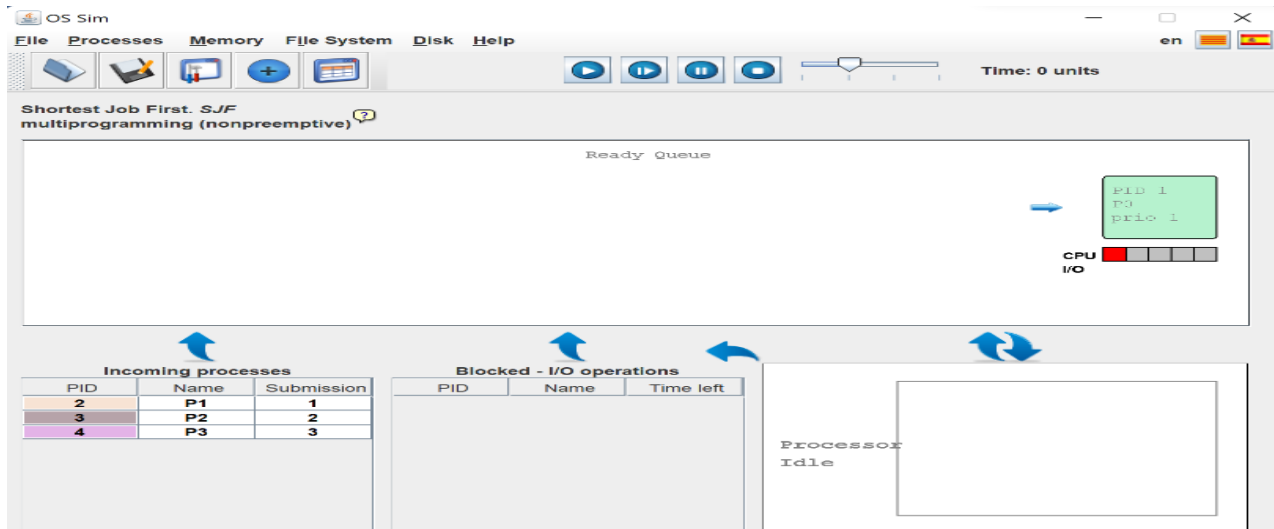 OS Sim
File Processes Memory File System Disk Help
en
Time: 0 units
Shortest Job First. SJF
multiprogramming (nonpreemptive) ?
Ready Queue
PID 1
P0
prio 1
CPU
I/O
Incoming processes
PID Name Submission
2 P1 1
3 P2 2
4 P3 3
Blocked - I/O operations
PID Name Time left
Processor
Idle